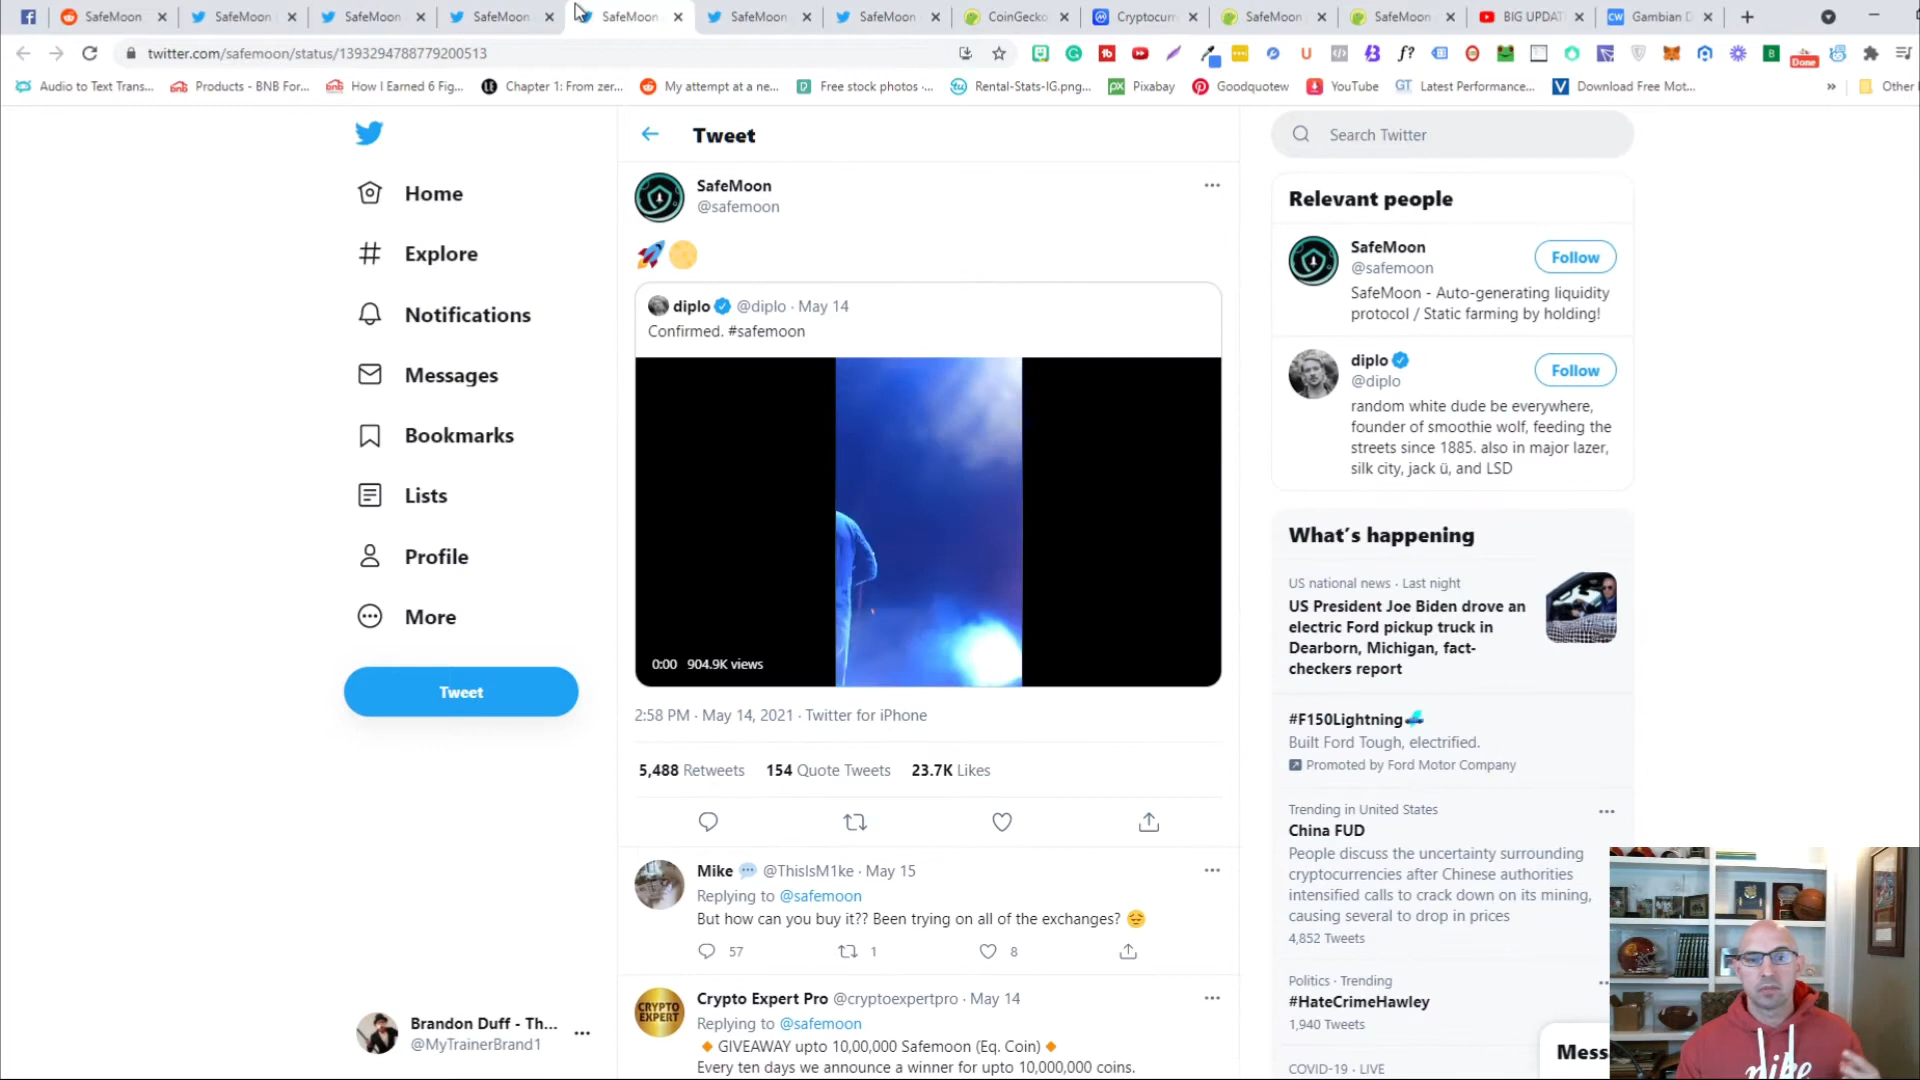 SafeMoon
SafeMoon
SafeMoon
SafeMoon
SafeMoon
SafeMoon
SafeMoon
CoinGecko
Cryptocurr
SafeMoon
SafeMoon
BIG UPDAT
Gambian D
twitter.com/safemoon/status/1393294788779200513
Done
Audio to Text Trans...
Products - BNB For...
How I Earned 6 Fig...
Chapter 1: From zer...
My attempt at a ne...
Free stock photos -...
Rental-Stats-IG.png...
Pixabay
Goodquotew
YouTube
Latest Performance...
Download Free Mot...
Other
Home
Explore
Notifications
Messages
Bookmarks
Lists
Profile
More
Tweet
Brandon Duff - Th...
@MyTrainerBrand1
Tweet
SafeMoon
@safemoon
🚀🌕
diplo @diplo · May 14
Confirmed. #safemoon
0:00 904.9K views
2:58 PM · May 14, 2021 · Twitter for iPhone
5,488 Retweets 154 Quote Tweets 23.7K Likes
Mike 💬 @ThisIsM1ke · May 15
Replying to @safemoon
But how can you buy it?? Been trying on all of the exchanges? 😔
57 1 8
CRYPTO
EXPERT
Crypto Expert Pro @cryptoexpertpro · May 14
Replying to @safemoon
🔸GIVEAWAY upto 10,00,000 Safemoon (Eq. Coin)🔸
Every ten days we announce a winner for upto 10,000,000 coins.
Search Twitter
Relevant people
SafeMoon
@safemoon
Follow
SafeMoon - Auto-generating liquidity
protocol / Static farming by holding!
diplo
@diplo
Follow
random white dude be everywhere,
founder of smoothie wolf, feeding the
streets since 1885. also in major lazer,
silk city, jack ü, and LSD
What's happening
US national news · Last night
US President Joe Biden drove an
electric Ford pickup truck in
Dearborn, Michigan, fact-
checkers report
#F150Lightning
Built Ford Tough, electrified.
Promoted by Ford Motor Company
Trending in United States
China FUD
People discuss the uncertainty surrounding
cryptocurrencies after Chinese authorities
intensified calls to crack down on its mining,
causing several to drop in prices
4,852 Tweets
Politics · Trending
#HateCrimeHawley
1,940 Tweets
COVID-19 · LIVE
Mess
nike